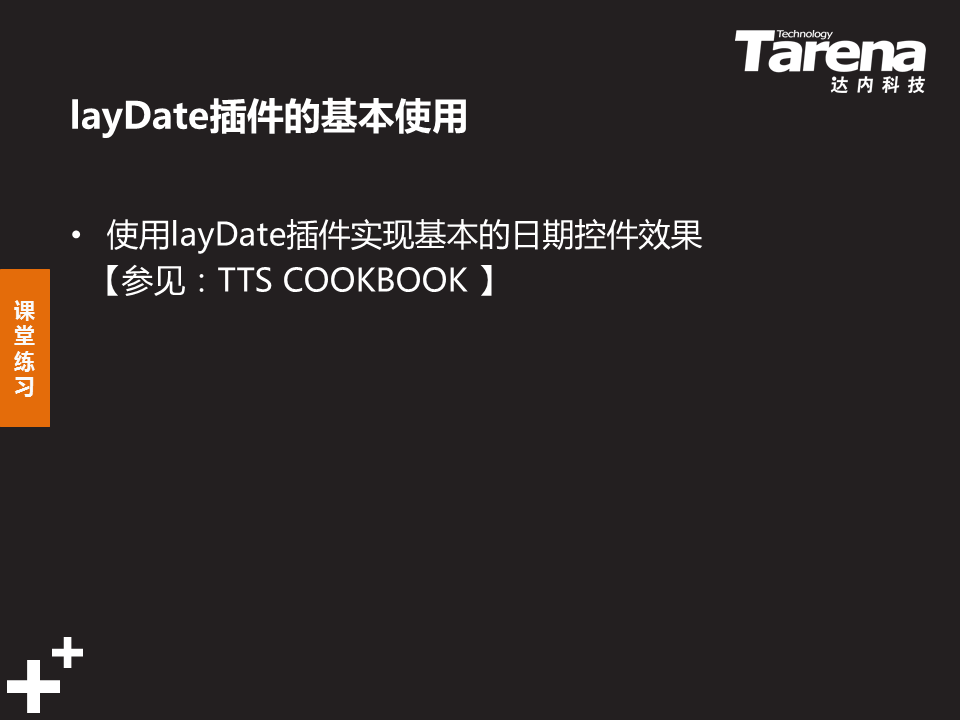 Technology
Tarena
达内科技
layDate插件的基本使用
• 使用layDate插件实现基本的日期控件效果
【参见：TTS COOKBOOK 】
课
堂
练
习